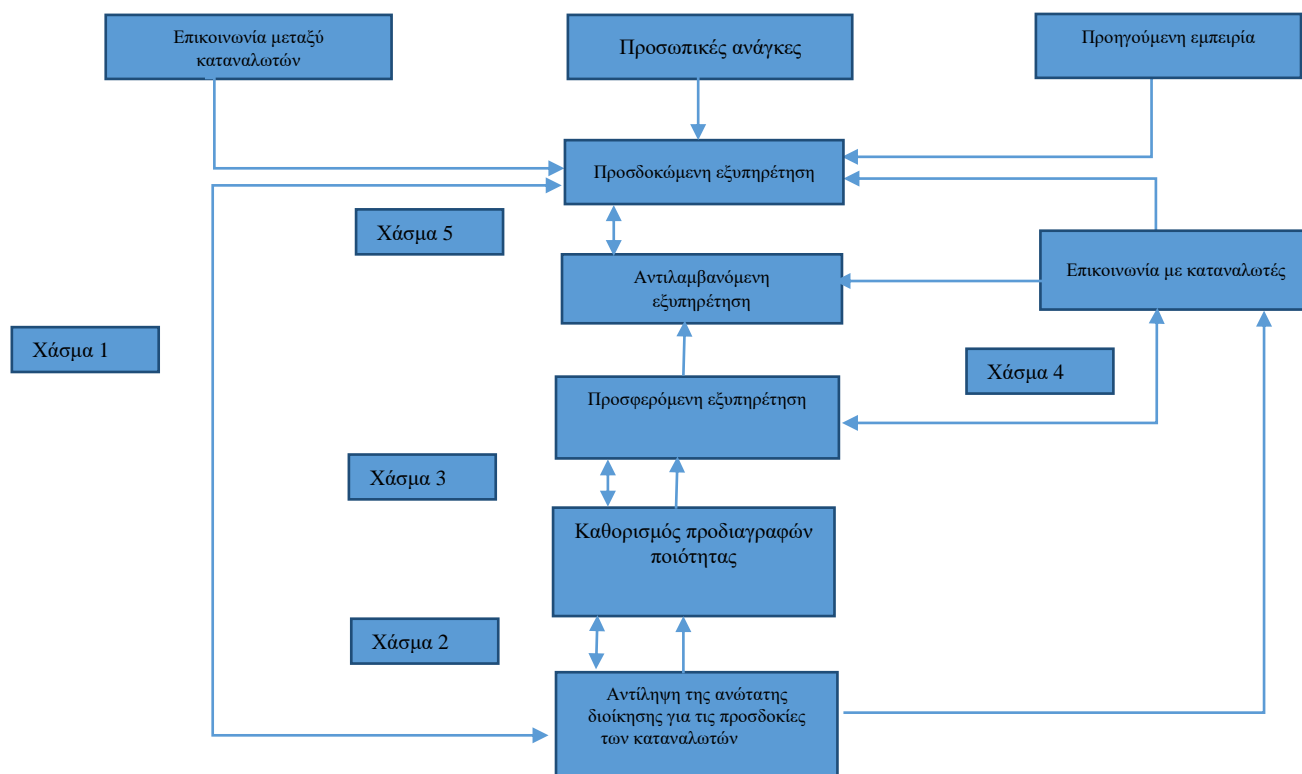 Επικοινωνία μεταξύ
καταναλωτών
Προσωπικές ανάγκες
Προηγούμενη εμπειρία
Προσδοκώμενη εξυπηρέτηση
Χάσμα 5
Αντιλαμβανόμενη
εξυπηρέτηση
Επικοινωνία με καταναλωτές
Χάσμα 1
Χάσμα 4
Προσφερόμενη εξυπηρέτηση
Χάσμα 3
Καθορισμός προδιαγραφών
ποιότητας
Χάσμα 2
Αντίληψη της ανώτατης
διοίκησης για τις προσδοκίες
των καταναλωτών